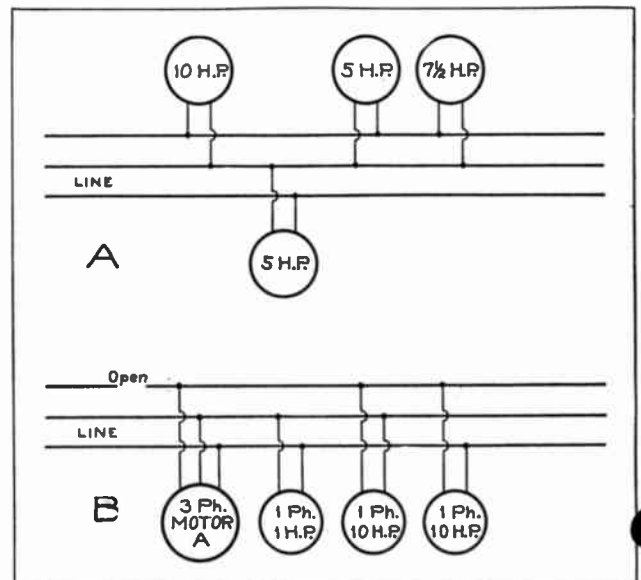 10 H.P.
5 H.P.
7½ H.P.
LINE
A
5 H.P.
Open
LINE
B
3 Ph.
MOTOR
A
1 Ph.
1 H.P.
1 Ph.
10 H.P.
1 Ph.
10 H.P.